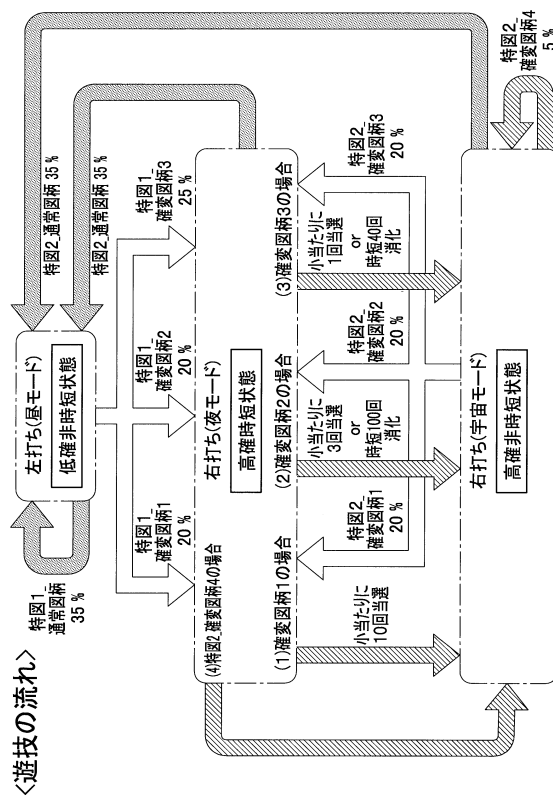 <遊技の流れ>
左打ち(昼モード)
低確非時短状態
特図1_
通常図柄
35 %
特図2_通常図柄 35 %
特図2_通常図柄 35 %
特図1_
確変図柄1
20 %
特図1_
確変図柄2
20 %
特図1_
確変図柄3
25 %
右打ち(夜モード)
高確時短状態
(4)特図2_確変図柄4の場合
(1)確変図柄1の場合
(2)確変図柄2の場合
(3)確変図柄3の場合
小当たりに
10回当選
特図2_
確変図柄1
20 %
小当たりに
3回当選
or
時短100回
消化
特図2_
確変図柄2
20 %
小当たりに
1回当選
or
時短40回
消化
特図2_
確変図柄3
20 %
右打ち(宇宙モード)
高確非時短状態
特図2_
確変図柄4
5 %